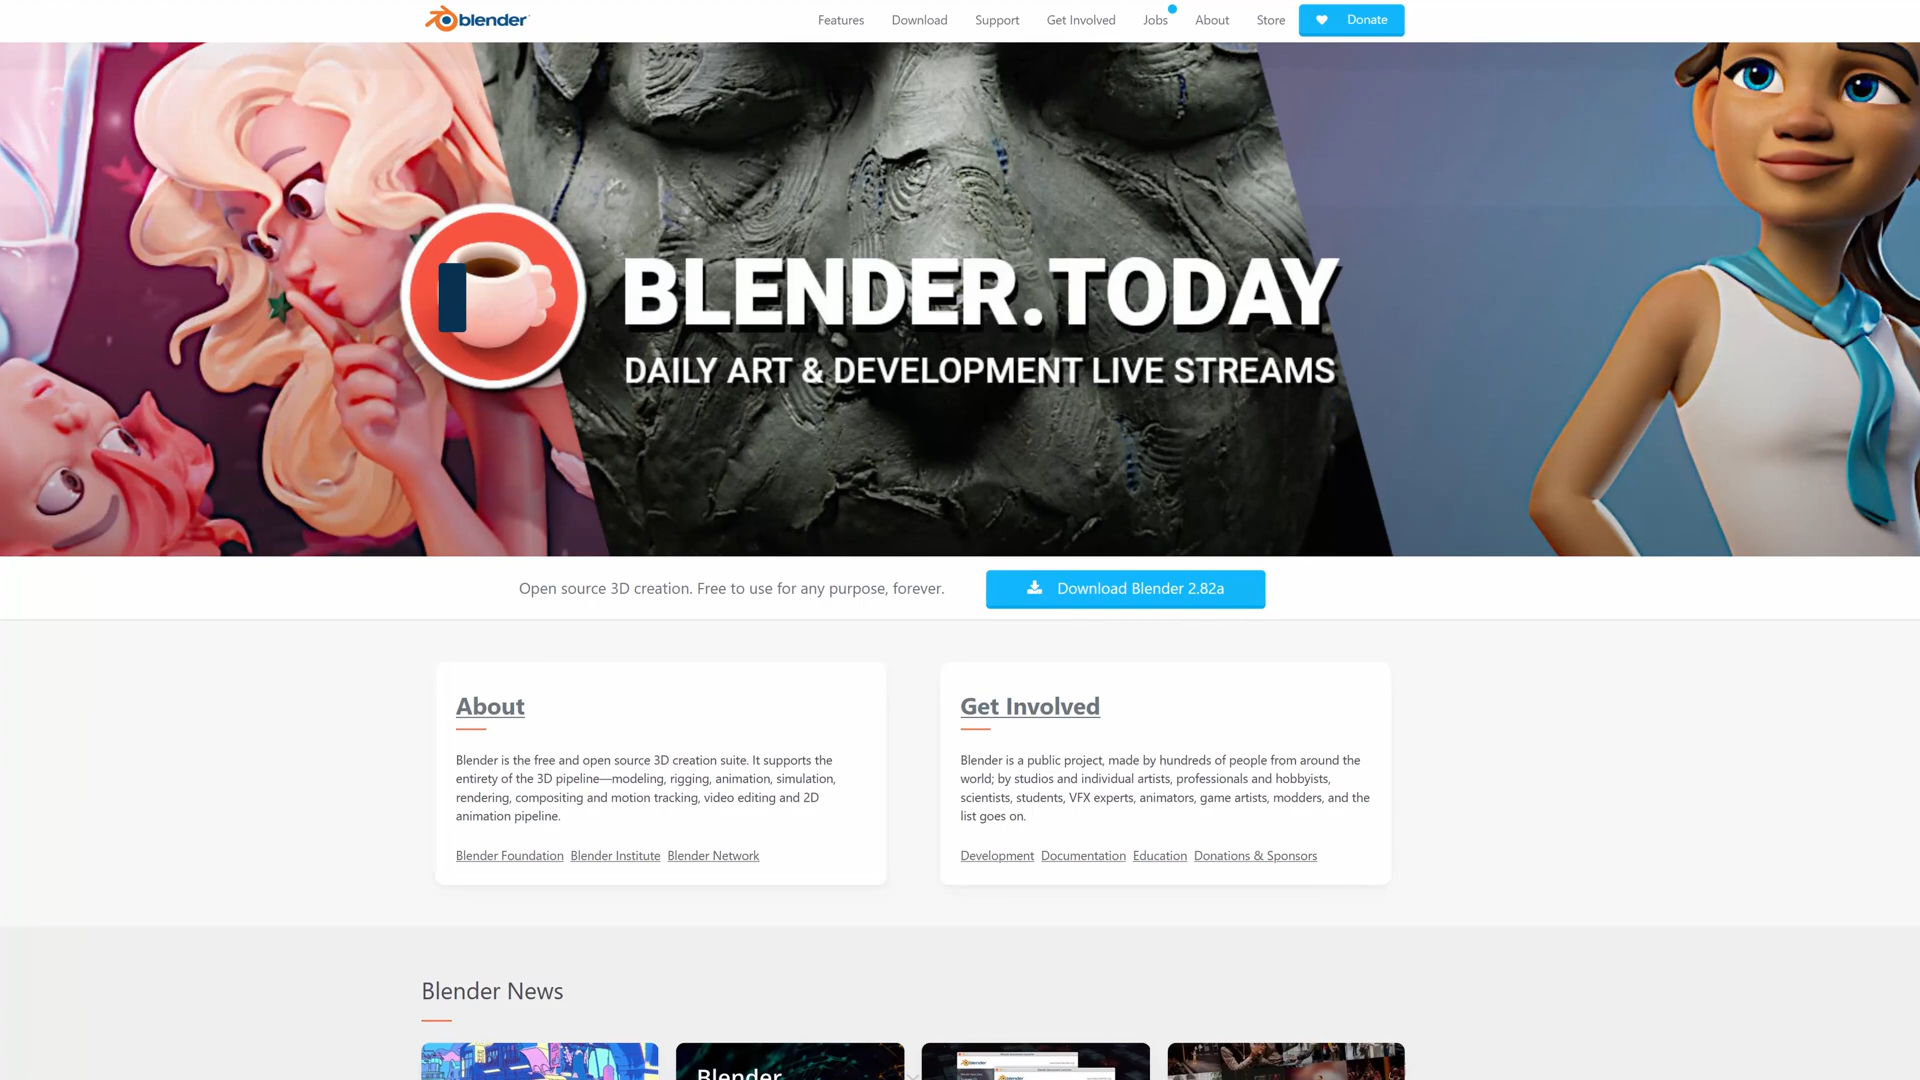 blender
Features Download Support Get Involved Jobs About Store Donate
BLENDER.TODAY
DAILY ART & DEVELOPMENT LIVE STREAMS
Open source 3D creation. Free to use for any purpose, forever.
Download Blender 2.82a
About
Blender is the free and open source 3D creation suite. It supports the
entirety of the 3D pipeline—modeling, rigging, animation, simulation,
rendering, compositing and motion tracking, video editing and 2D
animation pipeline.
Blender Foundation Blender Institute Blender Network
Get Involved
Blender is a public project, made by hundreds of people from around the
world; by studios and individual artists, professionals and hobbyists,
scientists, students, VFX experts, animators, game artists, modders, and the
list goes on.
Development Documentation Education Donations & Sponsors
Blender News
Blender
blender
blender